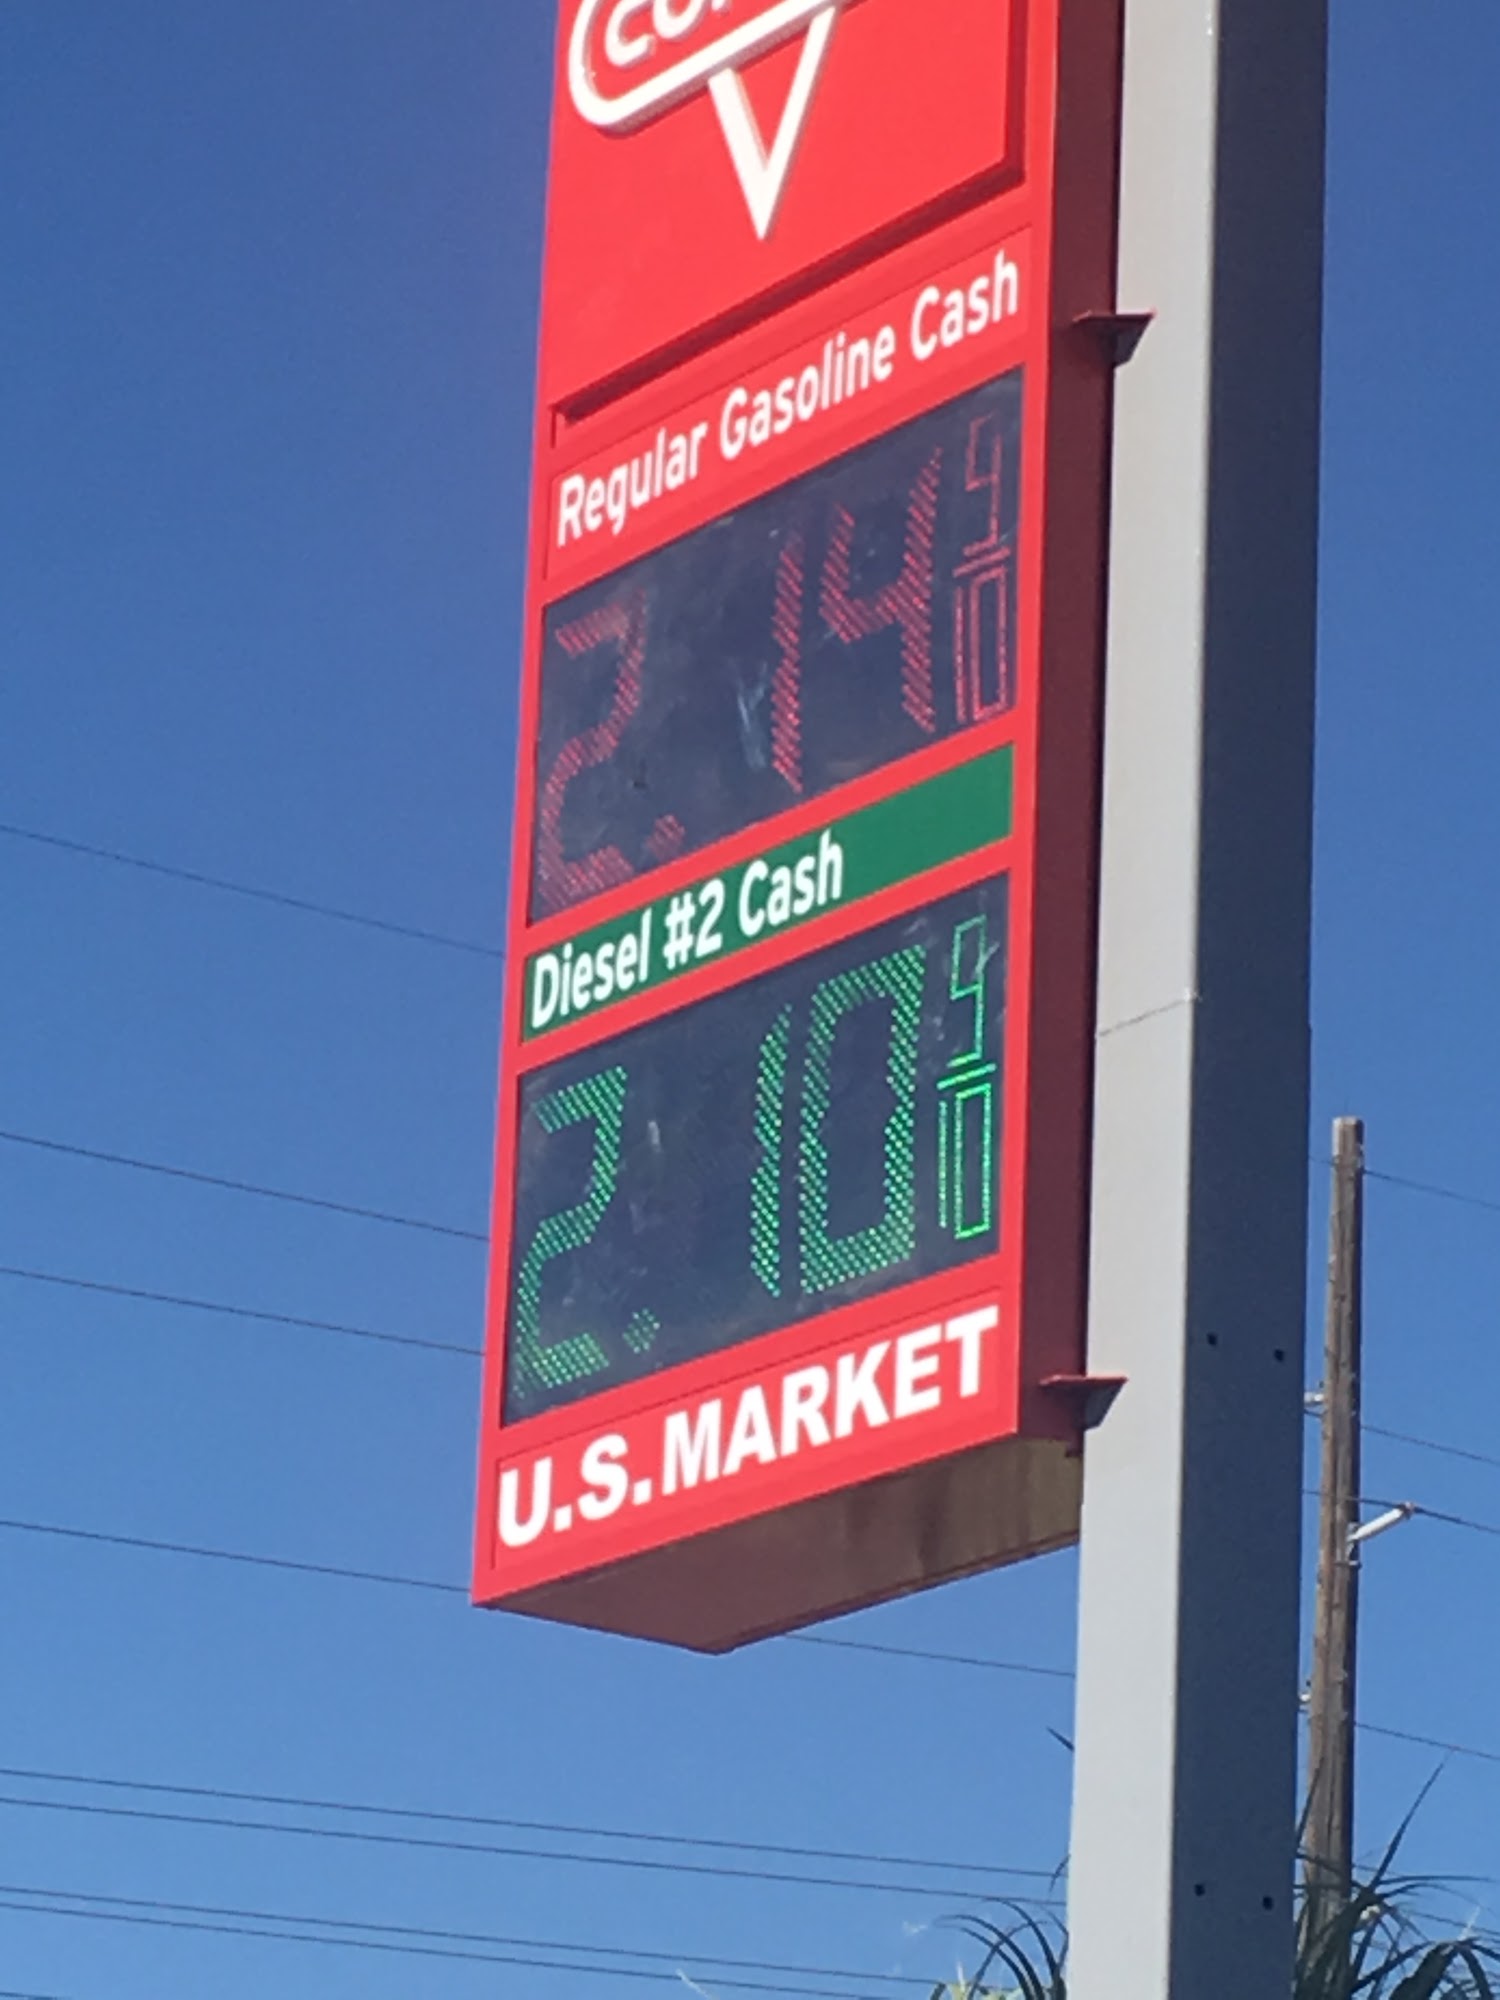 Regular Gasoline Cash
2.14 9/10
Diesel #2 Cash
2.10 9/10
U.S. MARKET